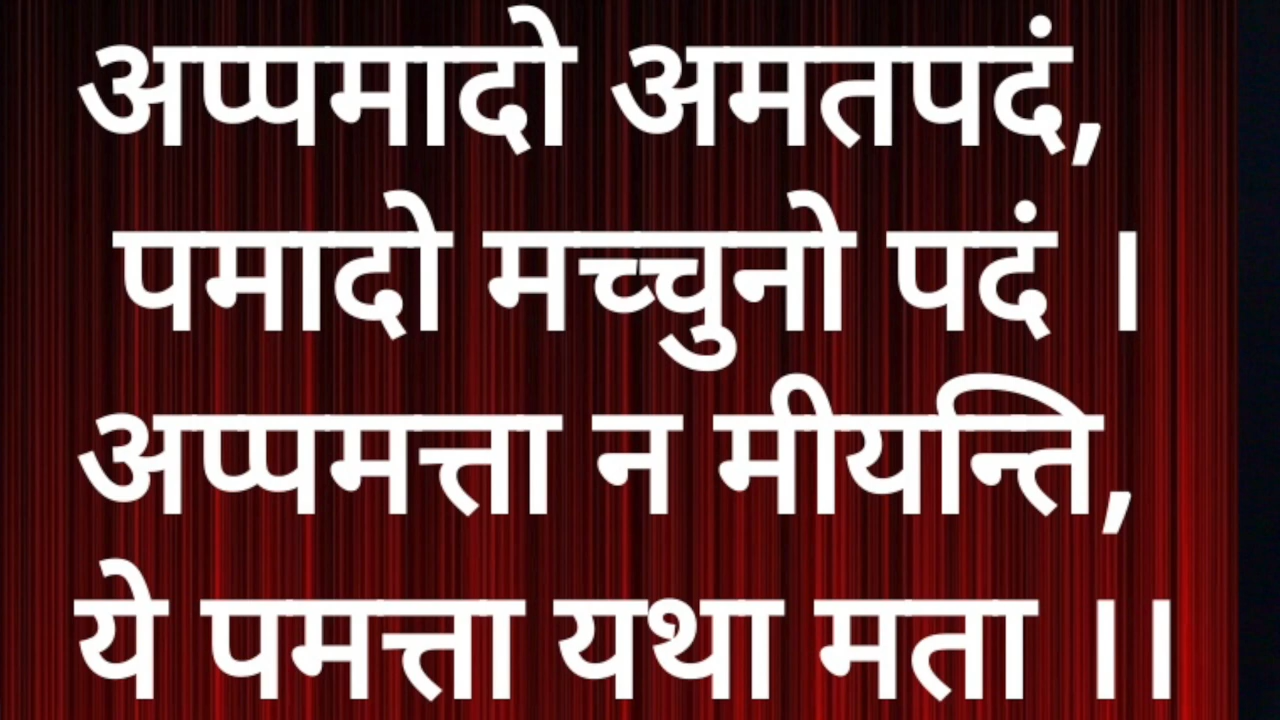 अप्पमादो अमतपदं,
पमादो मच्चुनो पदं ।
अप्पमत्ता न मीयन्ति,
ये पमत्ता यथा मता ।।